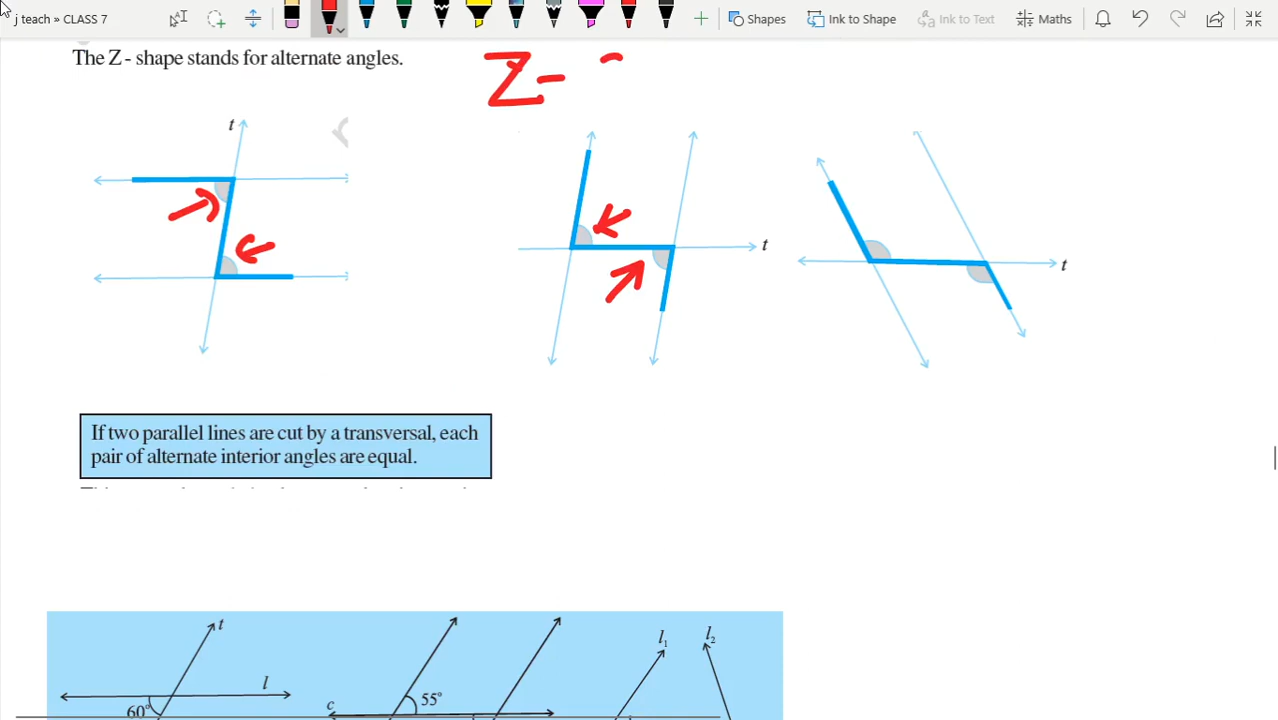 j teach » CLASS 7
Shapes
Ink to Shape
Ink to Text
Maths
The Z - shape stands for alternate angles.
Z-
t
t
t
If two parallel lines are cut by a transversal, each
pair of alternate interior angles are equal.
t
l
60°
c
55°
l1
l2